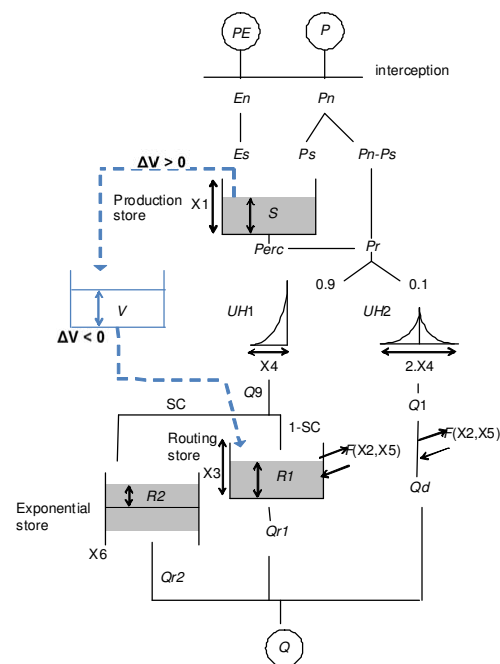 PE P
interception
En Pn
Es Ps Pn-Ps
ΔV > 0
X1
Production
store
S
Perc Pr
0.9 0.1
V
UH1 UH2
ΔV < 0
X4 2.X4
Q9 Q1
SC
1-SC
Routing
store
F(X2,X5) F(X2,X5)
X3
R1
R2
Qd
Exponential
store
Qr1
X6
Qr2
Q